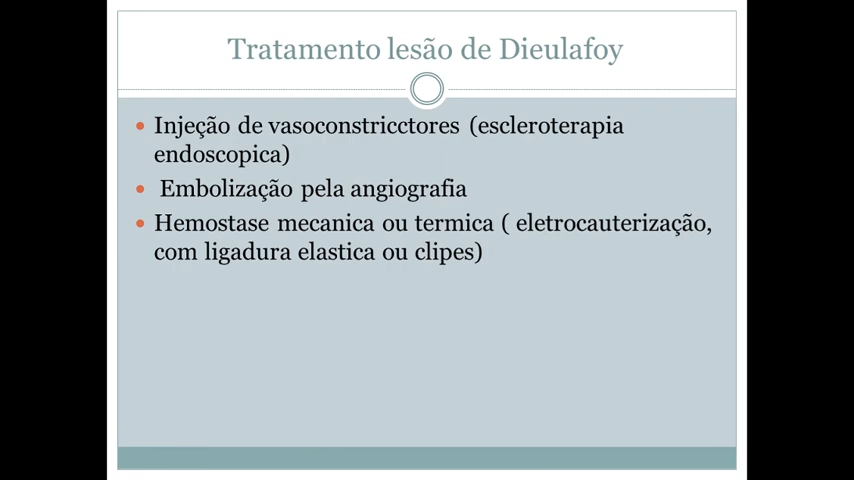 Tratamento lesão de Dieulafoy
• Injeção de vasoconstricctores (escleroterapia
endoscopica)
• Embolização pela angiografia
• Hemostase mecanica ou termica ( eletrocauterização,
com ligadura elastica ou clipes)